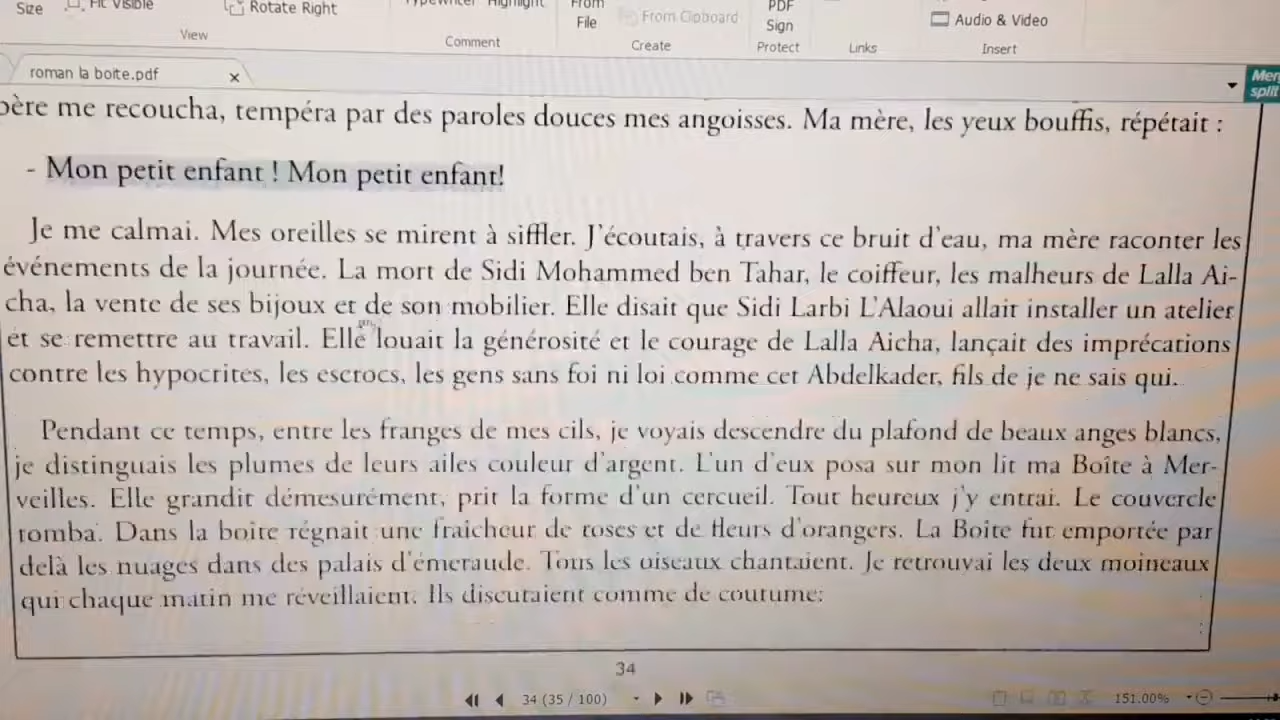 Size
Fit Visible
Rotate Right
View
Typewriter Highlight
Comment
From
File
From Clipboard
Create
PDF
Sign
Protect
Links
Audio & Video
Insert
roman la boite.pdf x
split
père me recoucha, tempéra par des paroles douces mes angoisses. Ma mère, les yeux bouffis, répétait :
- Mon petit enfant ! Mon petit enfant!
Je me calmai. Mes oreilles se mirent à siffler. J'écoutais, à travers ce bruit d'eau, ma mère raconter les
événements de la journée. La mort de Sidi Mohammed ben Tahar, le coiffeur, les malheurs de Lalla Aï-
cha, la vente de ses bijoux et de son mobilier. Elle disait que Sidi Larbi L'Alaoui allait installer un atelier
et se remettre au travail. Elle louait la générosité et le courage de Lalla Aicha, lançait des imprécations
contre les hypocrites, les escrocs, les gens sans foi ni loi comme cet Abdelkader, fils de je ne sais qui.
Pendant ce temps, entre les franges de mes cils, je voyais descendre du plafond de beaux anges blancs,
je distinguais les plumes de leurs ailes couleur d'argent. L'un d'eux posa sur mon lit ma Boîte à Mer-
veilles. Elle grandit démesurément, prit la forme d'un cercueil. Tout heureux j'y entrai. Le couvercle
tomba. Dans la boîte régnait une fraîcheur de roses et de fleurs d'orangers. La Boîte fut emportée par
delà les nuages dans des palais d'émeraude. Tous les oiseaux chantaient. Je retrouvai les deux moineaux
qui chaque matin me réveillaient. Ils discutaient comme de coutume:
34
34 (35 / 100)
151.00%